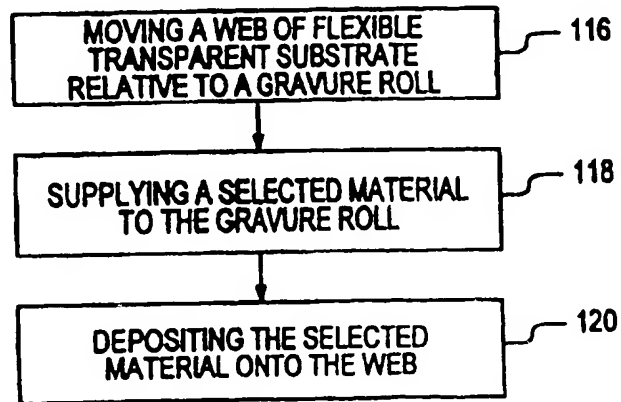 MOVING A WEB OF FLEXIBLE
TRANSPARENT SUBSTRATE
RELATIVE TO A GRAVURE ROLL
116
SUPPLYING A SELECTED MATERIAL
TO THE GRAVURE ROLL
118
DEPOSITING THE SELECTED
MATERIAL ONTO THE WEB
120